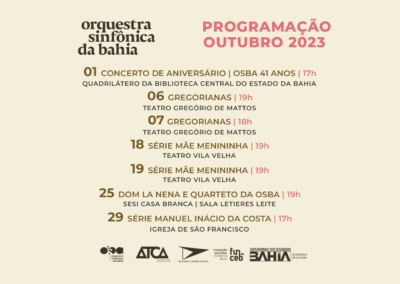 orquestra
sinfônica
da bahia
PROGRAMAÇÃO
OUTUBRO 2023
01 CONCERTO DE ANIVERSÁRIO | OSBA 41 ANOS | 17h
QUADRILÁTERO DA BIBLIOTECA CENTRAL DO ESTADO DA BAHIA
06 GREGORIANAS | 19h
TEATRO GREGÓRIO DE MATTOS
07 GREGORIANAS | 18h
TEATRO GREGÓRIO DE MATTOS
18 SÉRIE MÃE MENININHA | 19h
TEATRO VILA VELHA
19 SÉRIE MÃE MENININHA | 19h
TEATRO VILA VELHA
25 DOM LA NENA E QUARTETO DA OSBA | 19h
SESI CASA BRANCA | SALA LETIERES LEITE
29 SÉRIE MANUEL INÁCIO DA COSTA | 17h
IGREJA DE SÃO FRANCISCO
ATCA
funceb
GOVERNO DO ESTADO
BAHIA